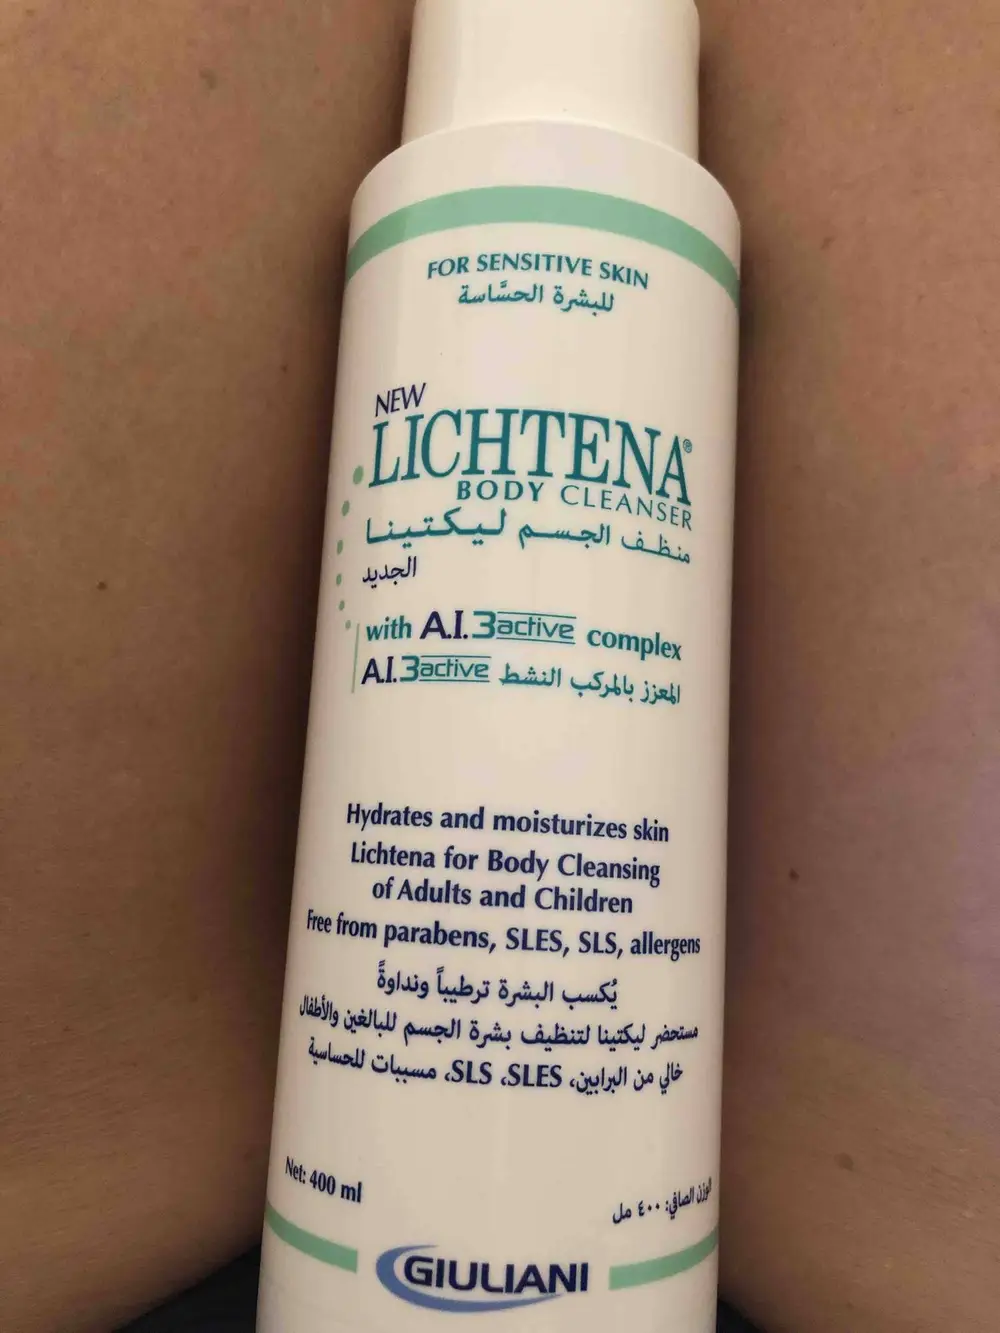 FOR SENSITIVE SKIN
للبشرة الحسَّاسة
NEW
LICHTENA®
BODY CLEANSER
منظف الجسم ليكتينا
الجديد
with A.I.3active complex
المعزز بالمركب النشط A.I.3active
Hydrates and moisturizes skin
Lichtena for Body Cleansing
of Adults and Children
Free from parabens, SLES, SLS, allergens
يُكسب البشرة ترطيباً ونداوةً
مستحضر ليكتينا لتنظيف بشرة الجسم للبالغين والأطفال
خالي من البرابين، SLS ،SLES، مسببات للحساسية
Net: 400 ml
الوزن الصافي: ٤٠٠ مل
GIULIANI